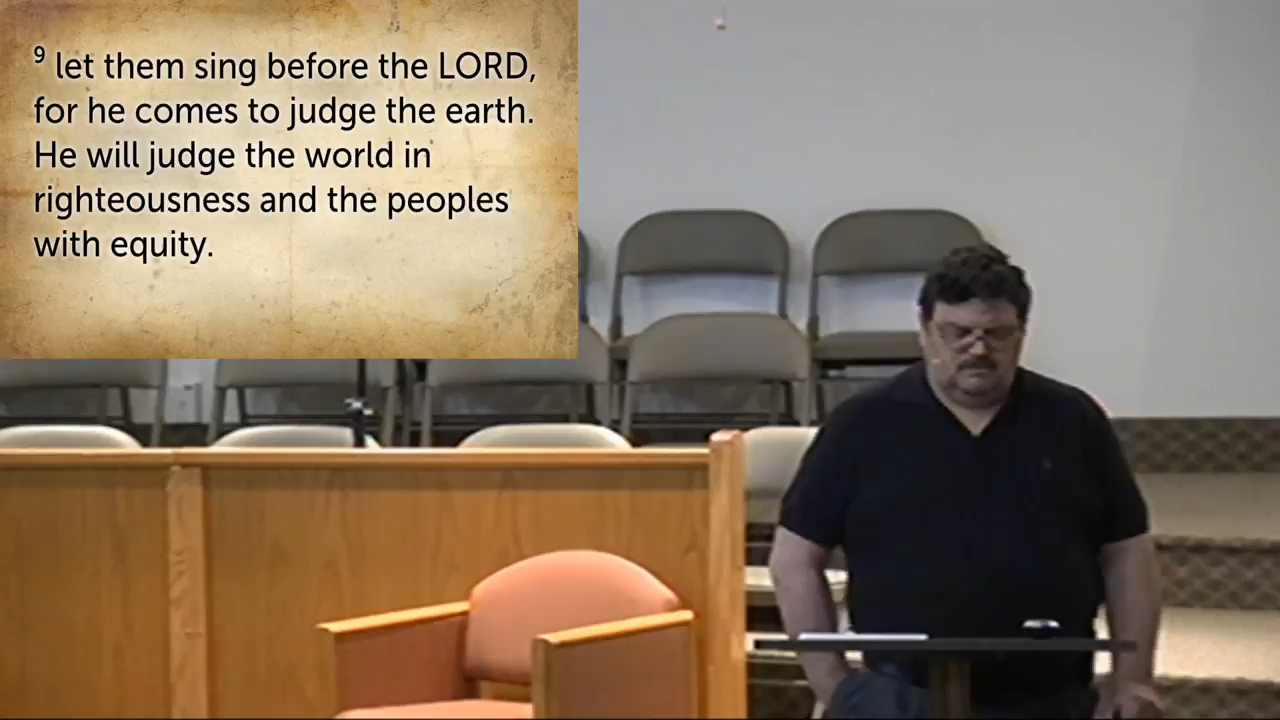 9 let them sing before the LORD,
for he comes to judge the earth.
He will judge the world in
righteousness and the peoples
with equity.